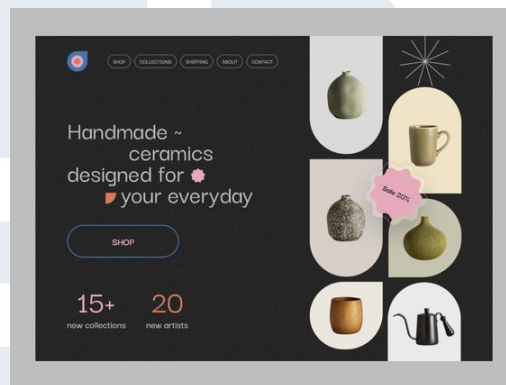 SHOP
COLLECTIONS
SHIPPING
ABOUT
CONTACT
Handmade ~
ceramics
designed for
your everyday
Sale 20%
SHOP
15+
new collections
20
new artists